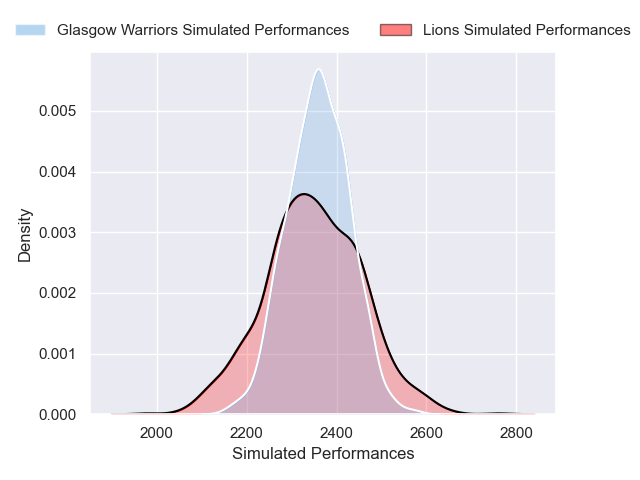 Glasgow Warriors Simulated Performances Lions Simulated Performances
0.005
0.004
0.003
0.002
0.001
0.000
Density
2000 2200 2400 2600 2800
Simulated Performances